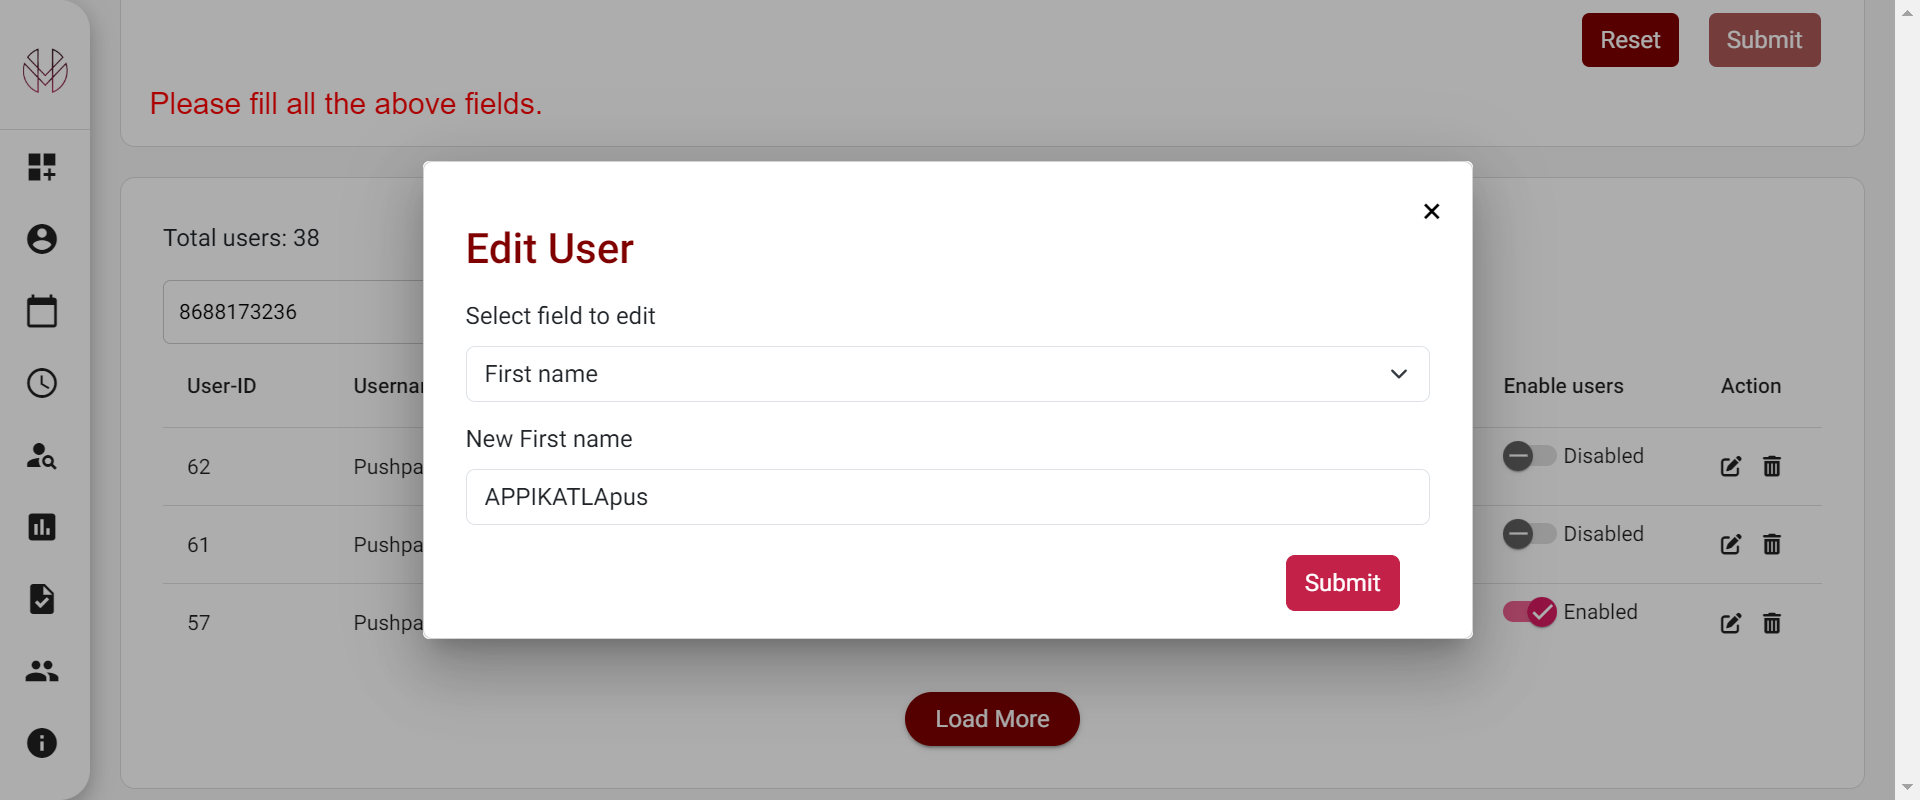 Reset
Submit
Please fill all the above fields.
Total users: 38
8688173236
Edit User
Select field to edit
First name
New First name
APPIKATLApus
Submit
User-ID
Enable users
Action
62
Pushpa
Disabled
61
Pushpa
Disabled
57
Pushpa
Enabled
Load More